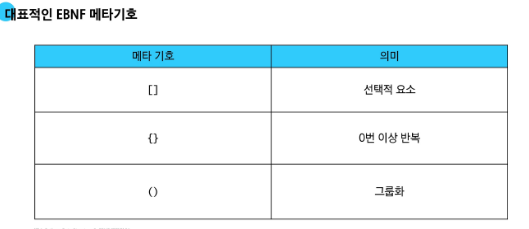 대표적인 EBNF 메타기호
메타 기호 의미
[] 선택적 요소
{} 0번 이상 반복
() 그룹화